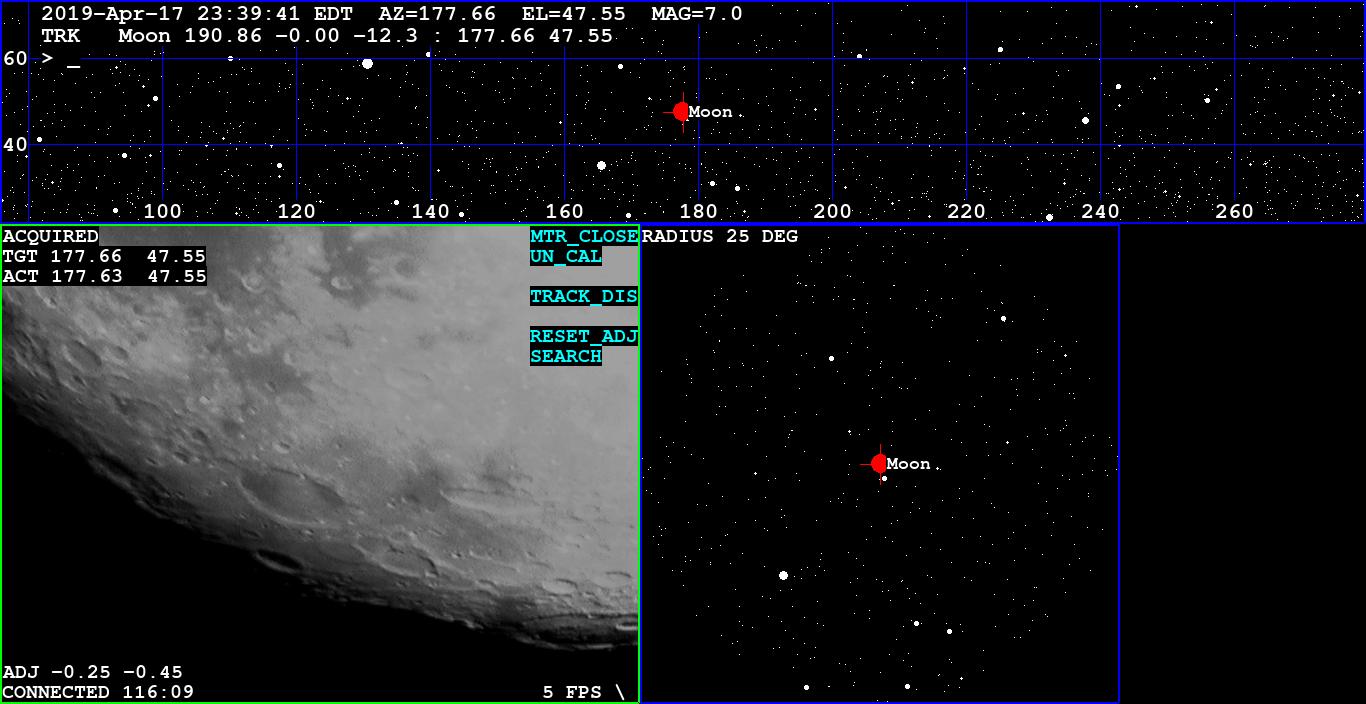 2019-Apr-17 23:39:41 EDT AZ=177.66 EL=47.55 MAG=7.0
TRK Moon 190.86 -0.00 -12.3 : 177.66 47.55
60 > _
Moon
40
100 120 140 160 180 200 220 240 260
ACQUIRED
TGT 177.66 47.55
ACT 177.63 47.55
MTR_CLOSE
UN_CAL
TRACK_DIS
RESET_ADJ
SEARCH
ADJ -0.25 -0.45
CONNECTED 116:09
5 FPS \
RADIUS 25 DEG
Moon